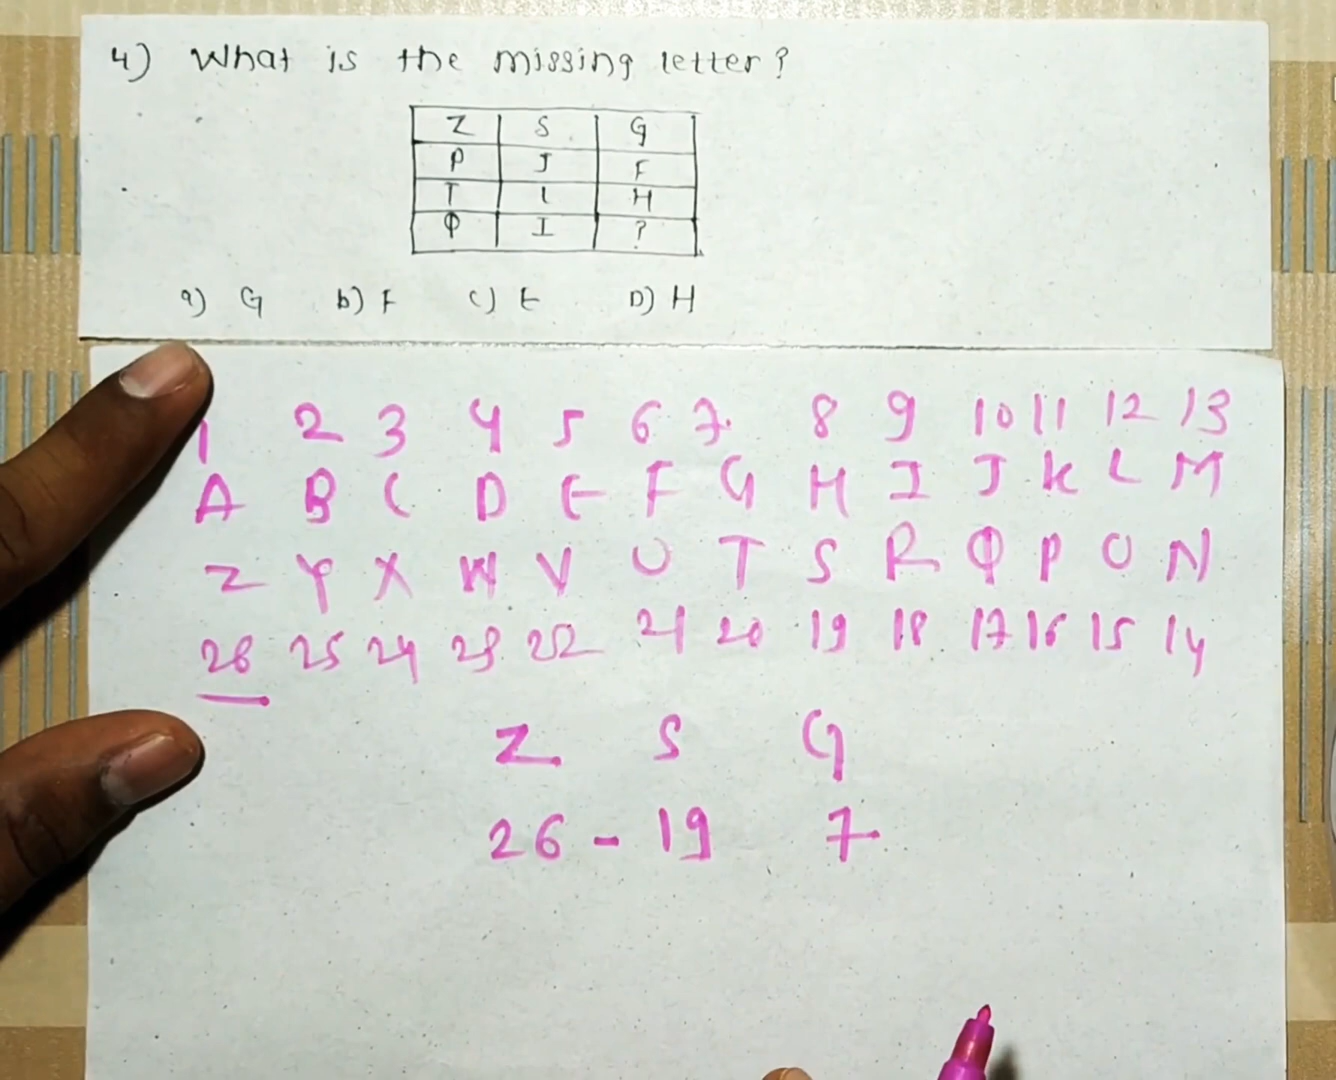 4) What is the missing letter?
Z S G
P J F
T L H
Q I ?
a) G b) F c) E D) H
1 2 3 4 5 6 7 8 9 10 11 12 13
A B C D E F G H I J K L M
Z Y X W V U T S R Q P O N
26 25 24 23 22 21 20 19 18 17 16 15 14
Z S G
26 - 19 7